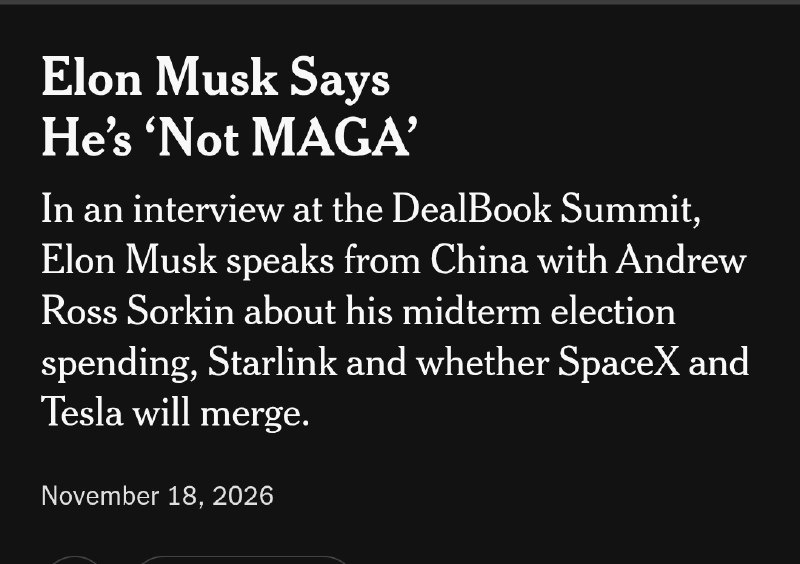 Elon Musk Says
He’s ‘Not MAGA’
In an interview at the DealBook Summit,
Elon Musk speaks from China with Andrew
Ross Sorkin about his midterm election
spending, Starlink and whether SpaceX and
Tesla will merge.
November 18, 2026